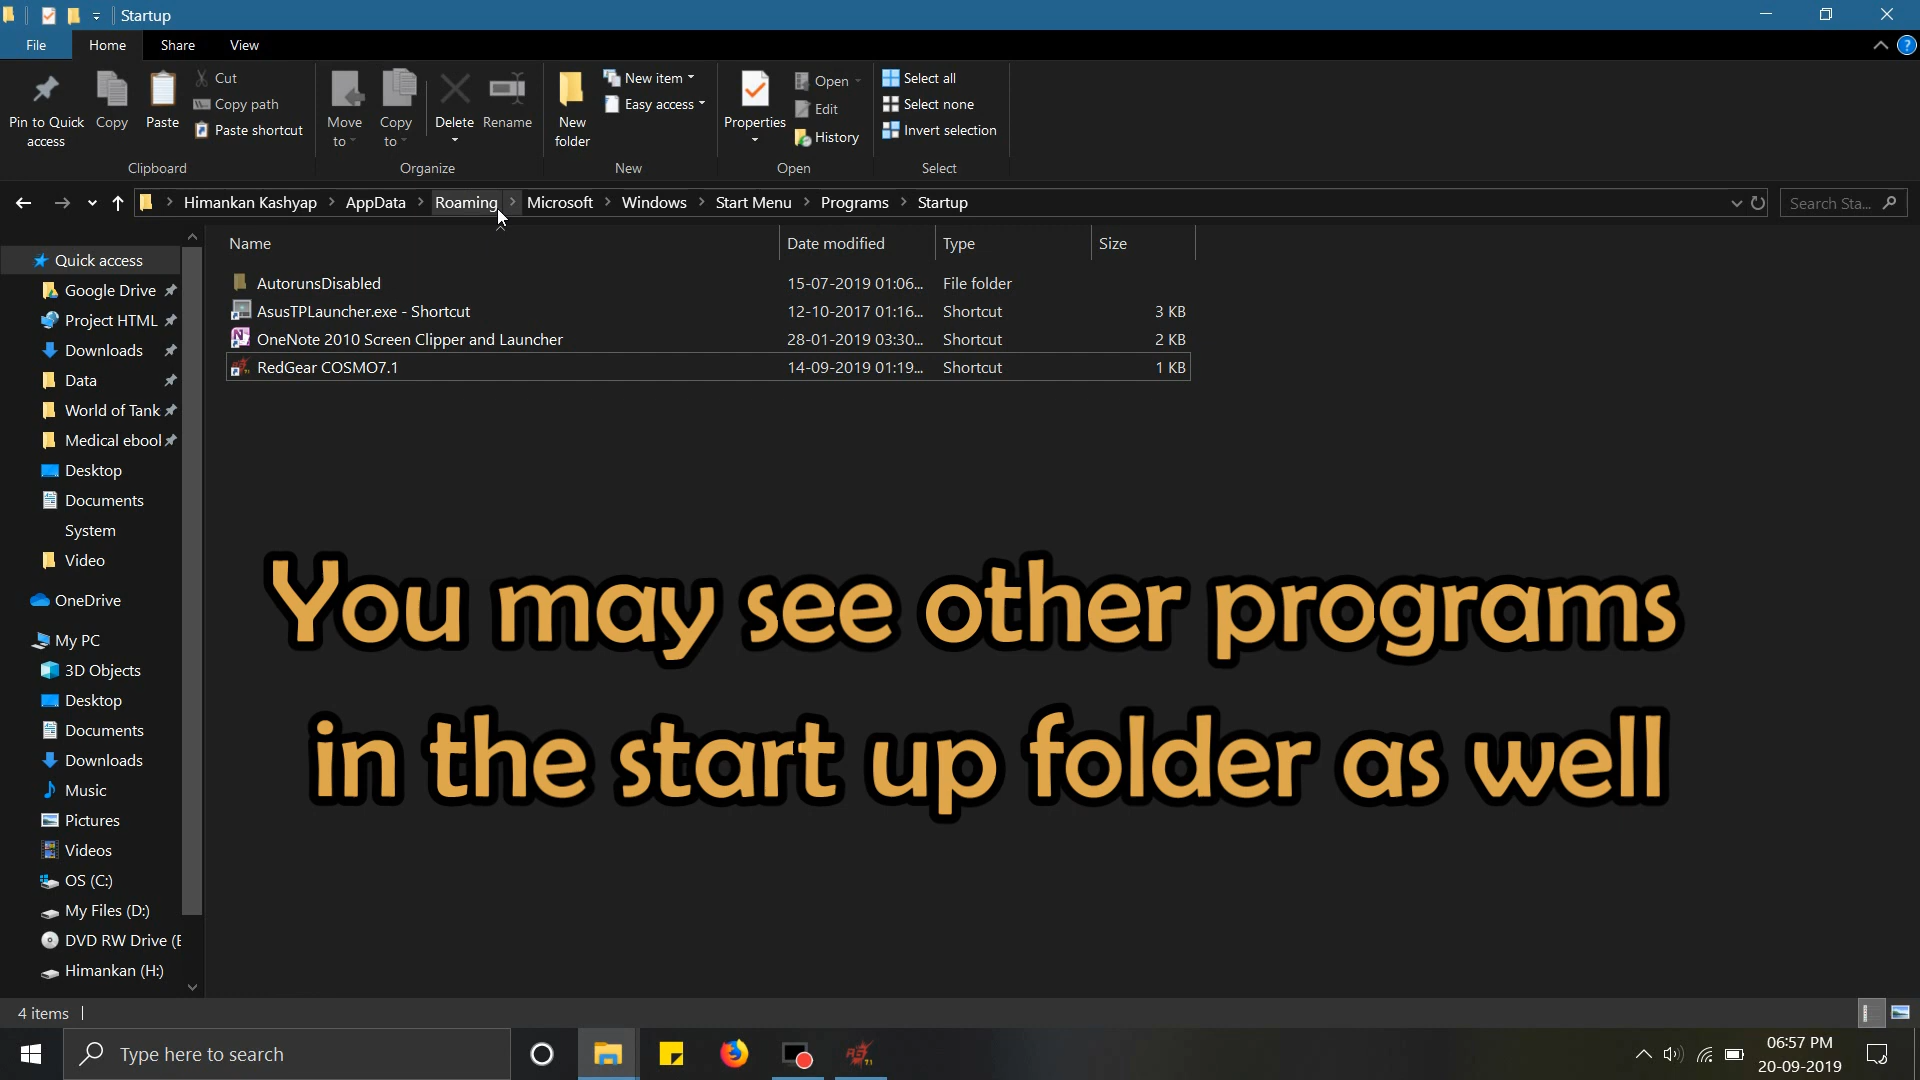 Startup
File Home Share View
Pin to Quick access
Copy
Paste
Cut
Copy path
Paste shortcut
Clipboard
Move to
Copy to
Delete
Rename
Organize
New folder
New item
Easy access
New
Properties
Open
Edit
History
Open
Select all
Select none
Invert selection
Select
Himankan Kashyap AppData Roaming Microsoft Windows Start Menu Programs Startup
Search Sta...
Name Date modified Type Size
AutorunsDisabled 15-07-2019 01:06... File folder
AsusTPLauncher.exe - Shortcut 12-10-2017 01:16... Shortcut 3 KB
OneNote 2010 Screen Clipper and Launcher 28-01-2019 03:30... Shortcut 2 KB
RedGear COSMO7.1 14-09-2019 01:19... Shortcut 1 KB
Quick access
Google Drive
Project HTML
Downloads
Data
World of Tank
Medical ebool
Desktop
Documents
System
Video
OneDrive
My PC
3D Objects
Desktop
Documents
Downloads
Music
Pictures
Videos
OS (C:)
My Files (D:)
DVD RW Drive (E
Himankan (H:)
You may see other programs
in the start up folder as well
4 items
Type here to search
06:57 PM
20-09-2019